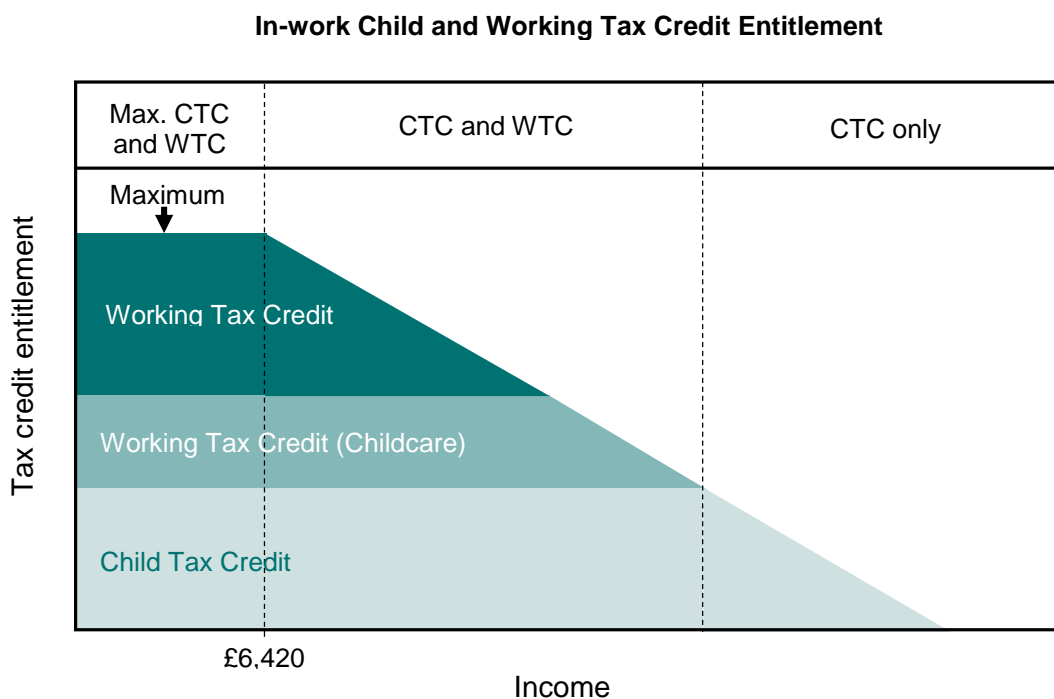 In-work Child and Working Tax Credit Entitlement
Max. CTC
and WTC
CTC and WTC
CTC only
Maximum
Tax credit entitlement
Working Tax Credit
Working Tax Credit (Childcare)
Child Tax Credit
£6,420
Income